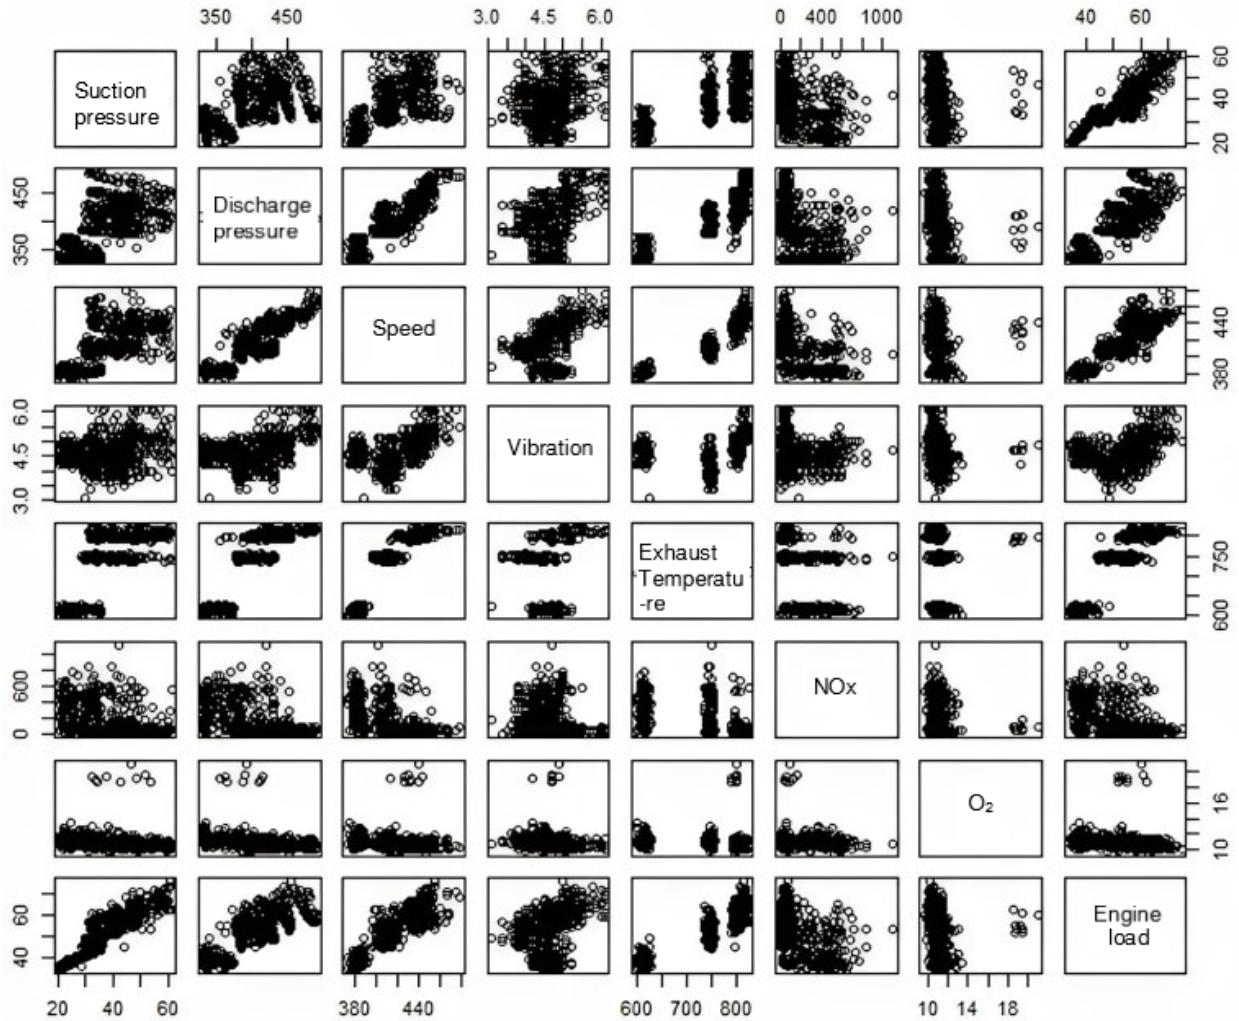 350 450 3.0 4.5 6.0 0 400 1000 40 60
Suction
pressure
20 40 60
350 450
Discharge
pressure
Speed
380 440
3.0 4.5 6.0
Vibration
Exhaust
Temperatu
-re
600 750
0 600
NOx
O₂
10 16
40 60
Engine
load
20 40 60 380 440 600 700 800 10 14 18